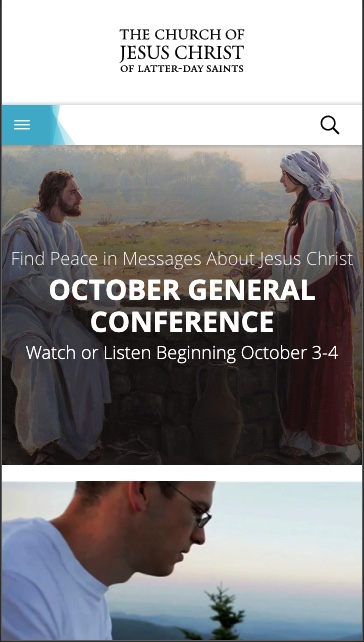 THE CHURCH OF
JESUS CHRIST
OF LATTER-DAY SAINTS
Find Peace in Messages About Jesus Christ
OCTOBER GENERAL
CONFERENCE
Watch or Listen Beginning October 3-4